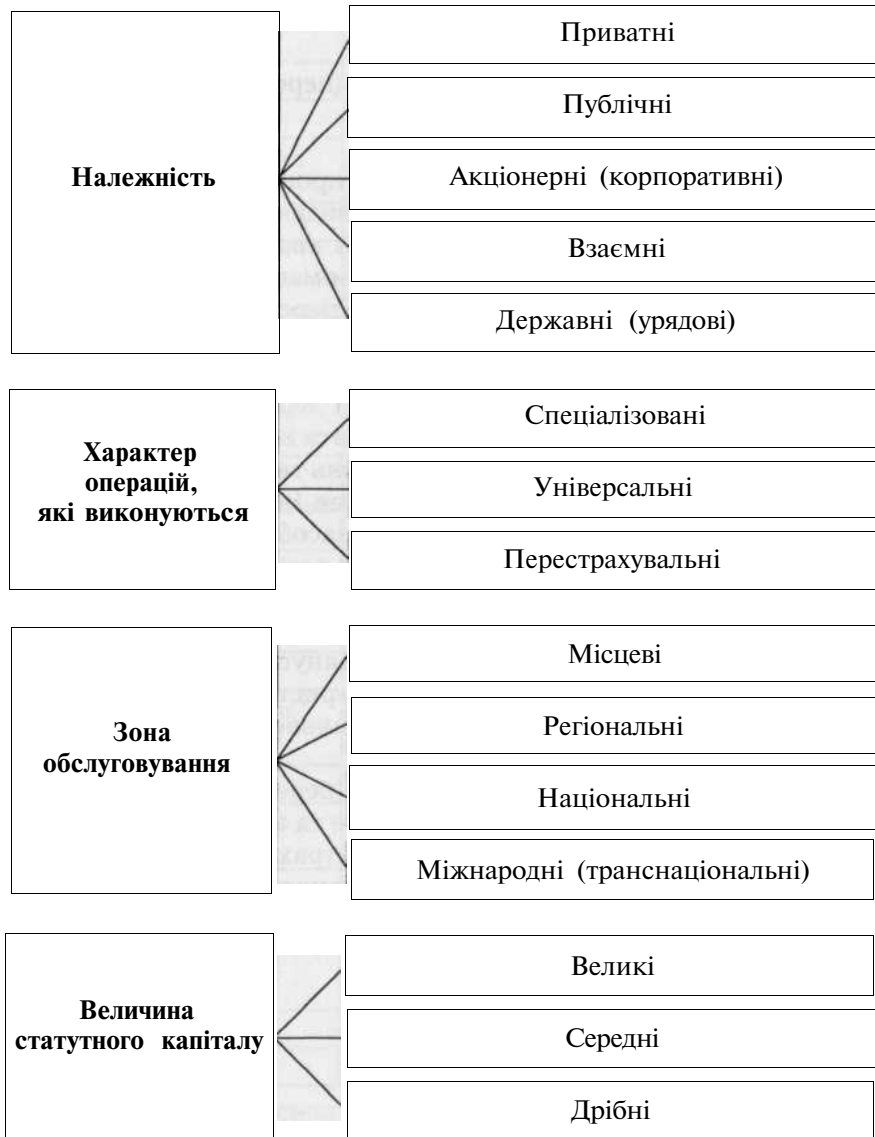 Належність
Приватні
Публічні
Акціонерні (корпоративні)
Взаємні
Державні (урядові)
Характер
операцій,
які виконуються
Спеціалізовані
Універсальні
Перестрахувальні
Зона
обслуговування
Місцеві
Регіональні
Національні
Міжнародні (транснаціональні)
Величина
статутного капіталу
Великі
Середні
Дрібні